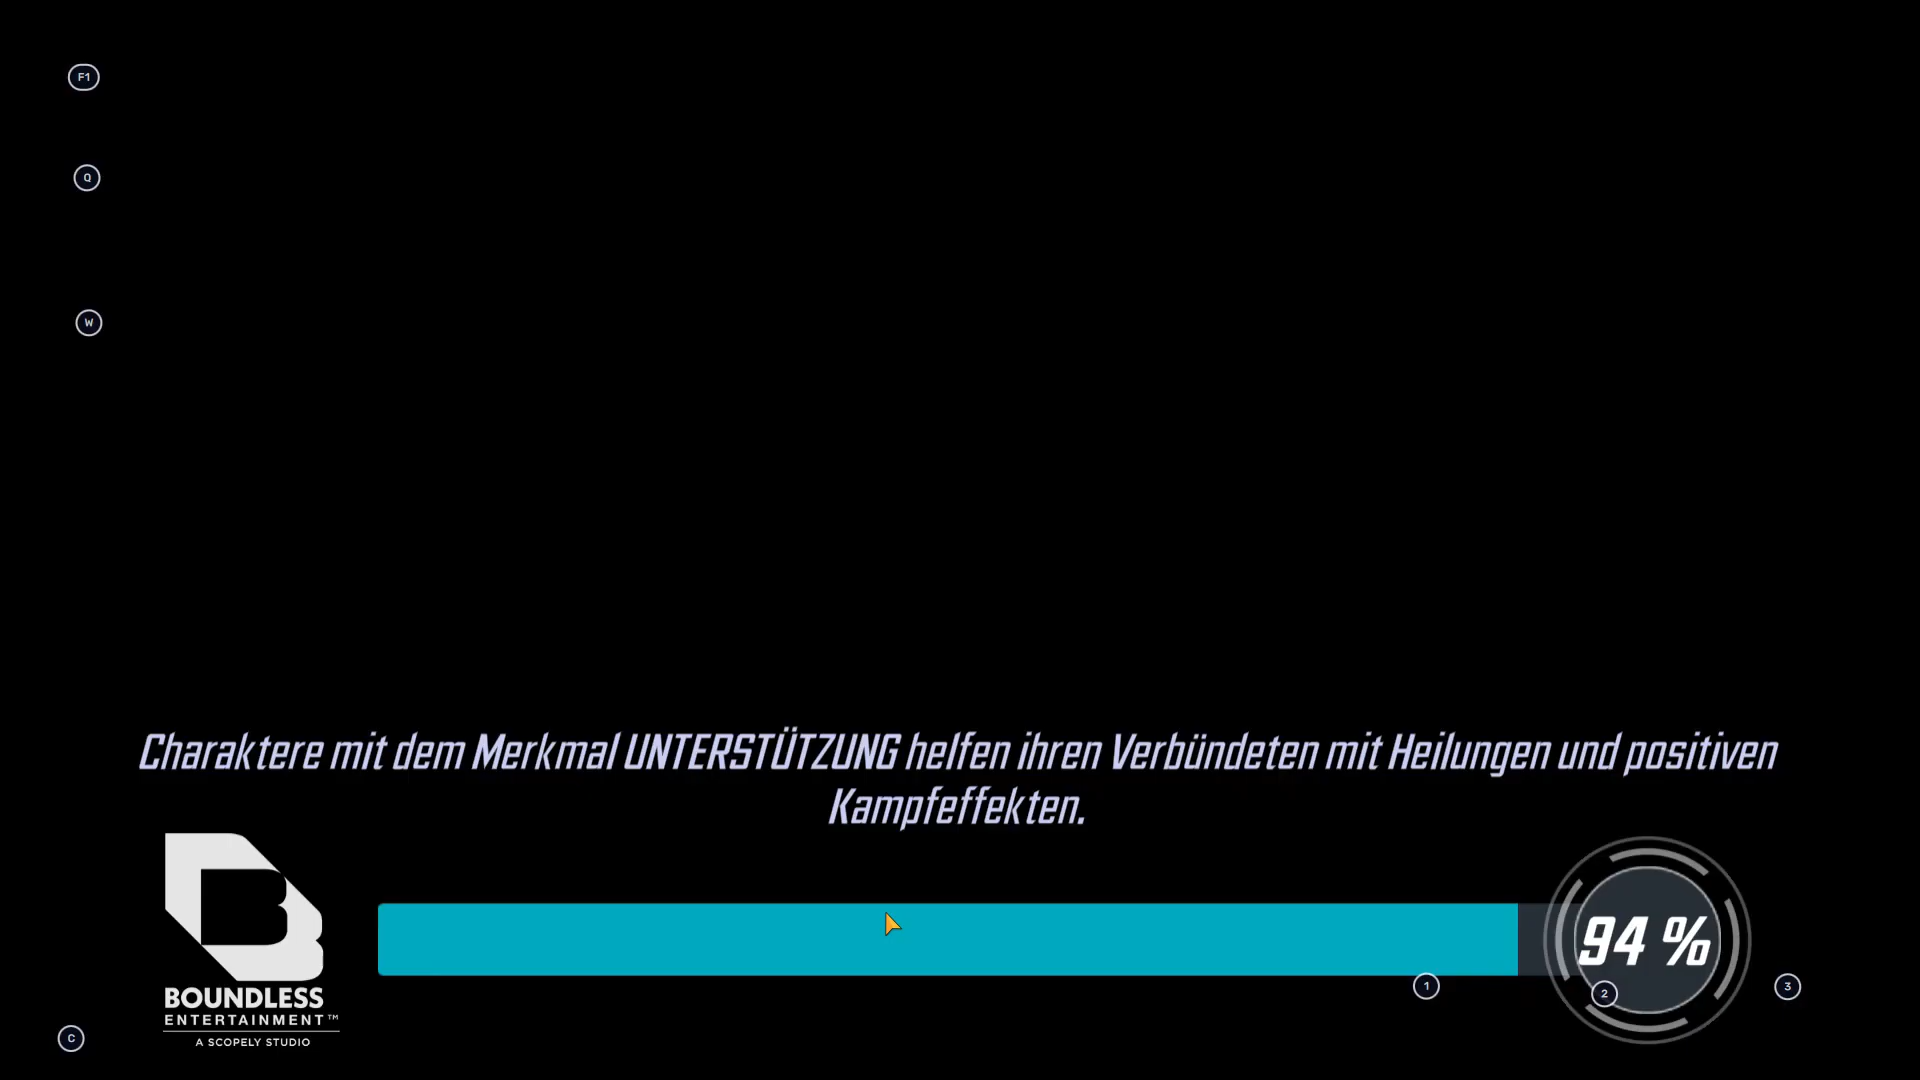 F1
Q
W
Charaktere mit dem Merkmal UNTERSTÜTZUNG helfen ihren Verbündeten mit Heilungen und positiven
Kampfeffekten.
94 %
BOUNDLESS
ENTERTAINMENT™
A SCOPELY STUDIO
1
2
3
C